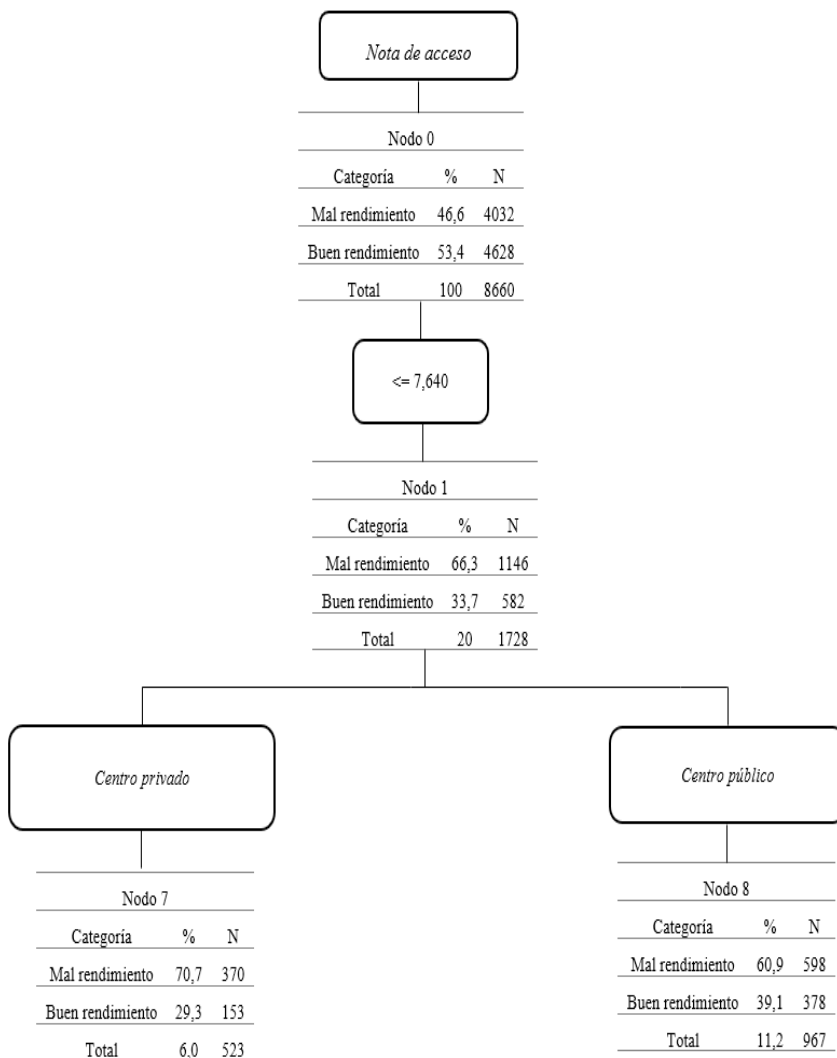 Nota de acceso
Nodo 0
Categoría % N
Mal rendimiento 46,6 4032
Buen rendimiento 53,4 4628
Total 100 8660
<= 7,640
Nodo 1
Categoría % N
Mal rendimiento 66,3 1146
Buen rendimiento 33,7 582
Total 20 1728
Centro privado
Nodo 7
Categoría % N
Mal rendimiento 70,7 370
Buen rendimiento 29,3 153
Total 6,0 523
Centro público
Nodo 8
Categoría % N
Mal rendimiento 60,9 598
Buen rendimiento 39,1 378
Total 11,2 967